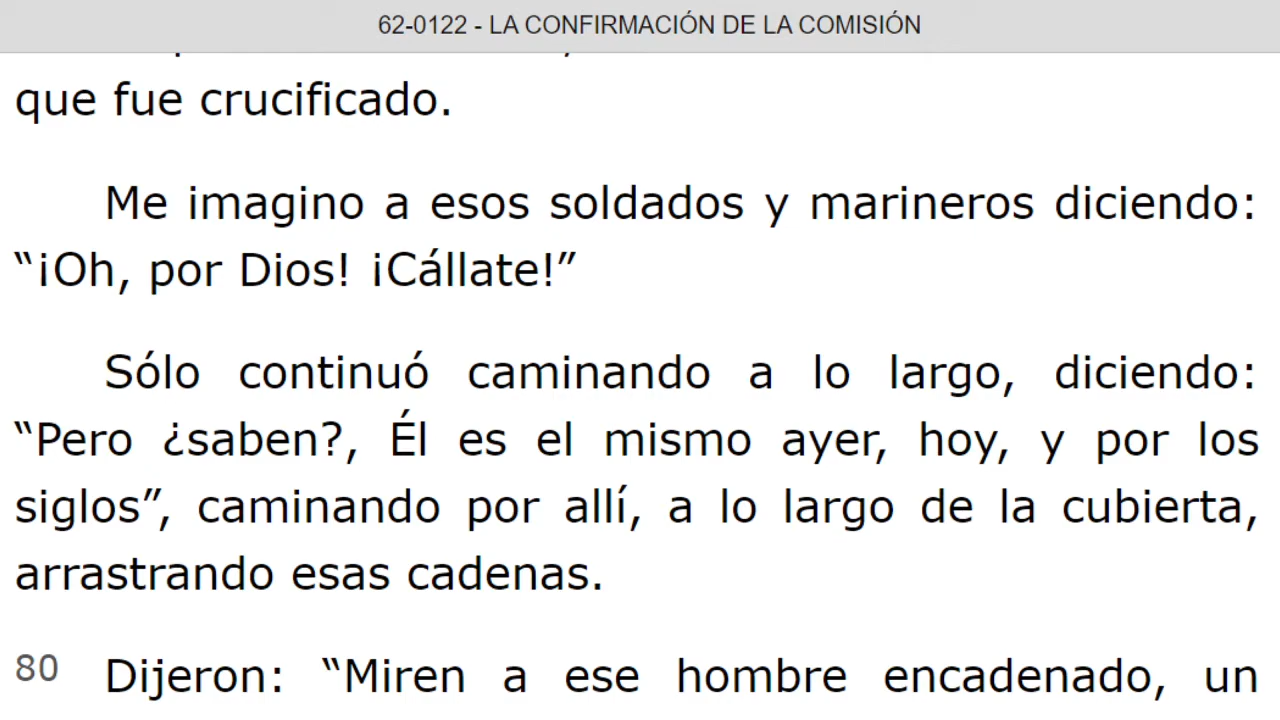 62-0122 - LA CONFIRMACIÓN DE LA COMISIÓN
que fue crucificado.
Me imagino a esos soldados y marineros diciendo:
“¡Oh, por Dios! ¡Cállate!”
Sólo continuó caminando a lo largo, diciendo:
“Pero ¿saben?, Él es el mismo ayer, hoy, y por los
siglos”, caminando por allí, a lo largo de la cubierta,
arrastrando esas cadenas.
80 Dijeron: “Miren a ese hombre encadenado, un